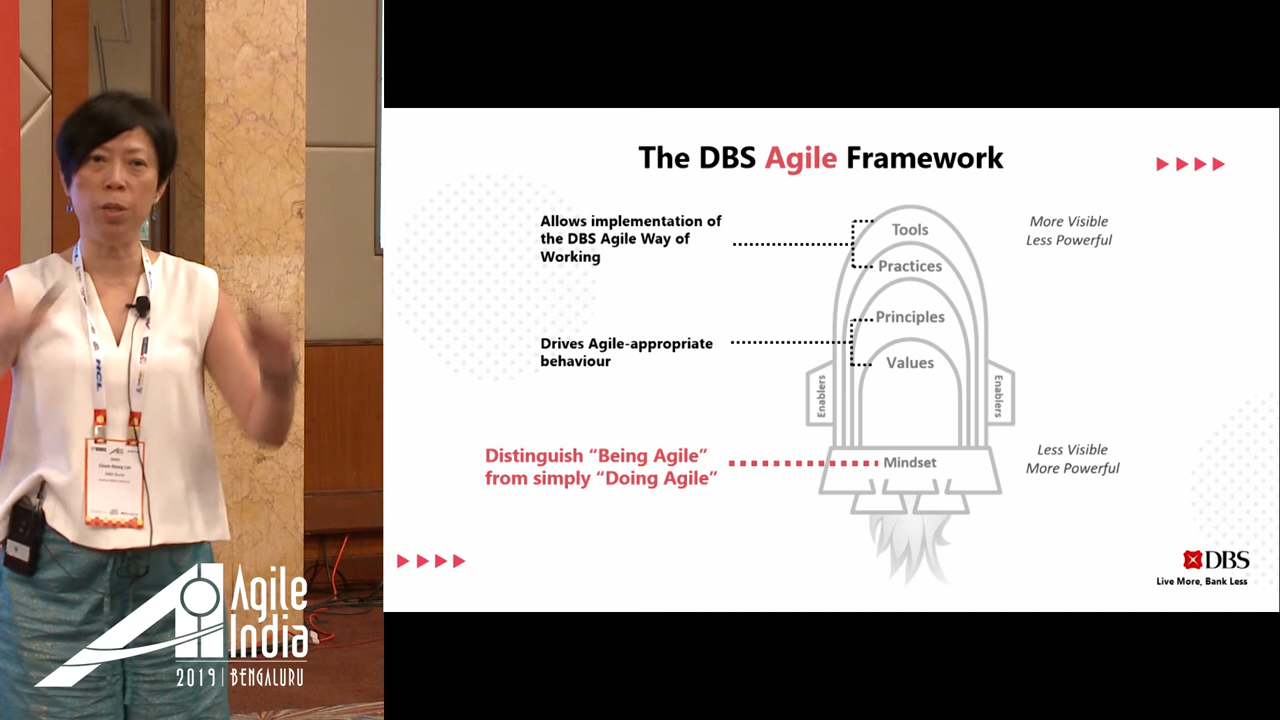 The DBS Agile Framework
Allows implementation of
the DBS Agile Way of
Working
Tools
Practices
More Visible
Less Powerful
Principles
Drives Agile-appropriate
behaviour
Values
Enablers
Enablers
Distinguish “Being Agile”
from simply “Doing Agile”
Mindset
Less Visible
More Powerful
DBS
Live More, Bank Less
HCL
Agile
India
2019 | BENGALURU